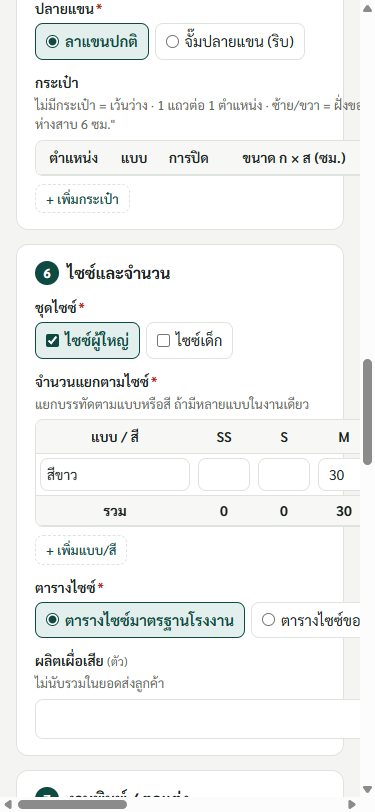 ปลายแขน *
ลาแขนปกติ
จั๊มปลายแขน (ริบ)
กระเป๋า
ไม่มีกระเป๋า = เว้นว่าง · 1 แถวต่อ 1 ตำแหน่ง · ซ้าย/ขวา = ฝั่ง
ห่างสาบ 6 ซม."
ตำแหน่ง แบบ การปิด ขนาด ก × ส (ซม.)
+ เพิ่มกระเป๋า
6 ไซซ์และจำนวน
ชุดไซซ์ *
ไซซ์ผู้ใหญ่
ไซซ์เด็ก
จำนวนแยกตามไซซ์ *
แยกบรรทัดตามแบบหรือสี ถ้ามีหลายแบบในงานเดียว
แบบ / สี SS S M
สีขาว 30
รวม 0 0 30
+ เพิ่มแบบ/สี
ตารางไซซ์ *
ตารางไซซ์มาตรฐานโรงงาน
ตารางไซซ์ขอ
ผลิตเผื่อเสีย (ตัว)
ไม่นับรวมในยอดส่งลูกค้า